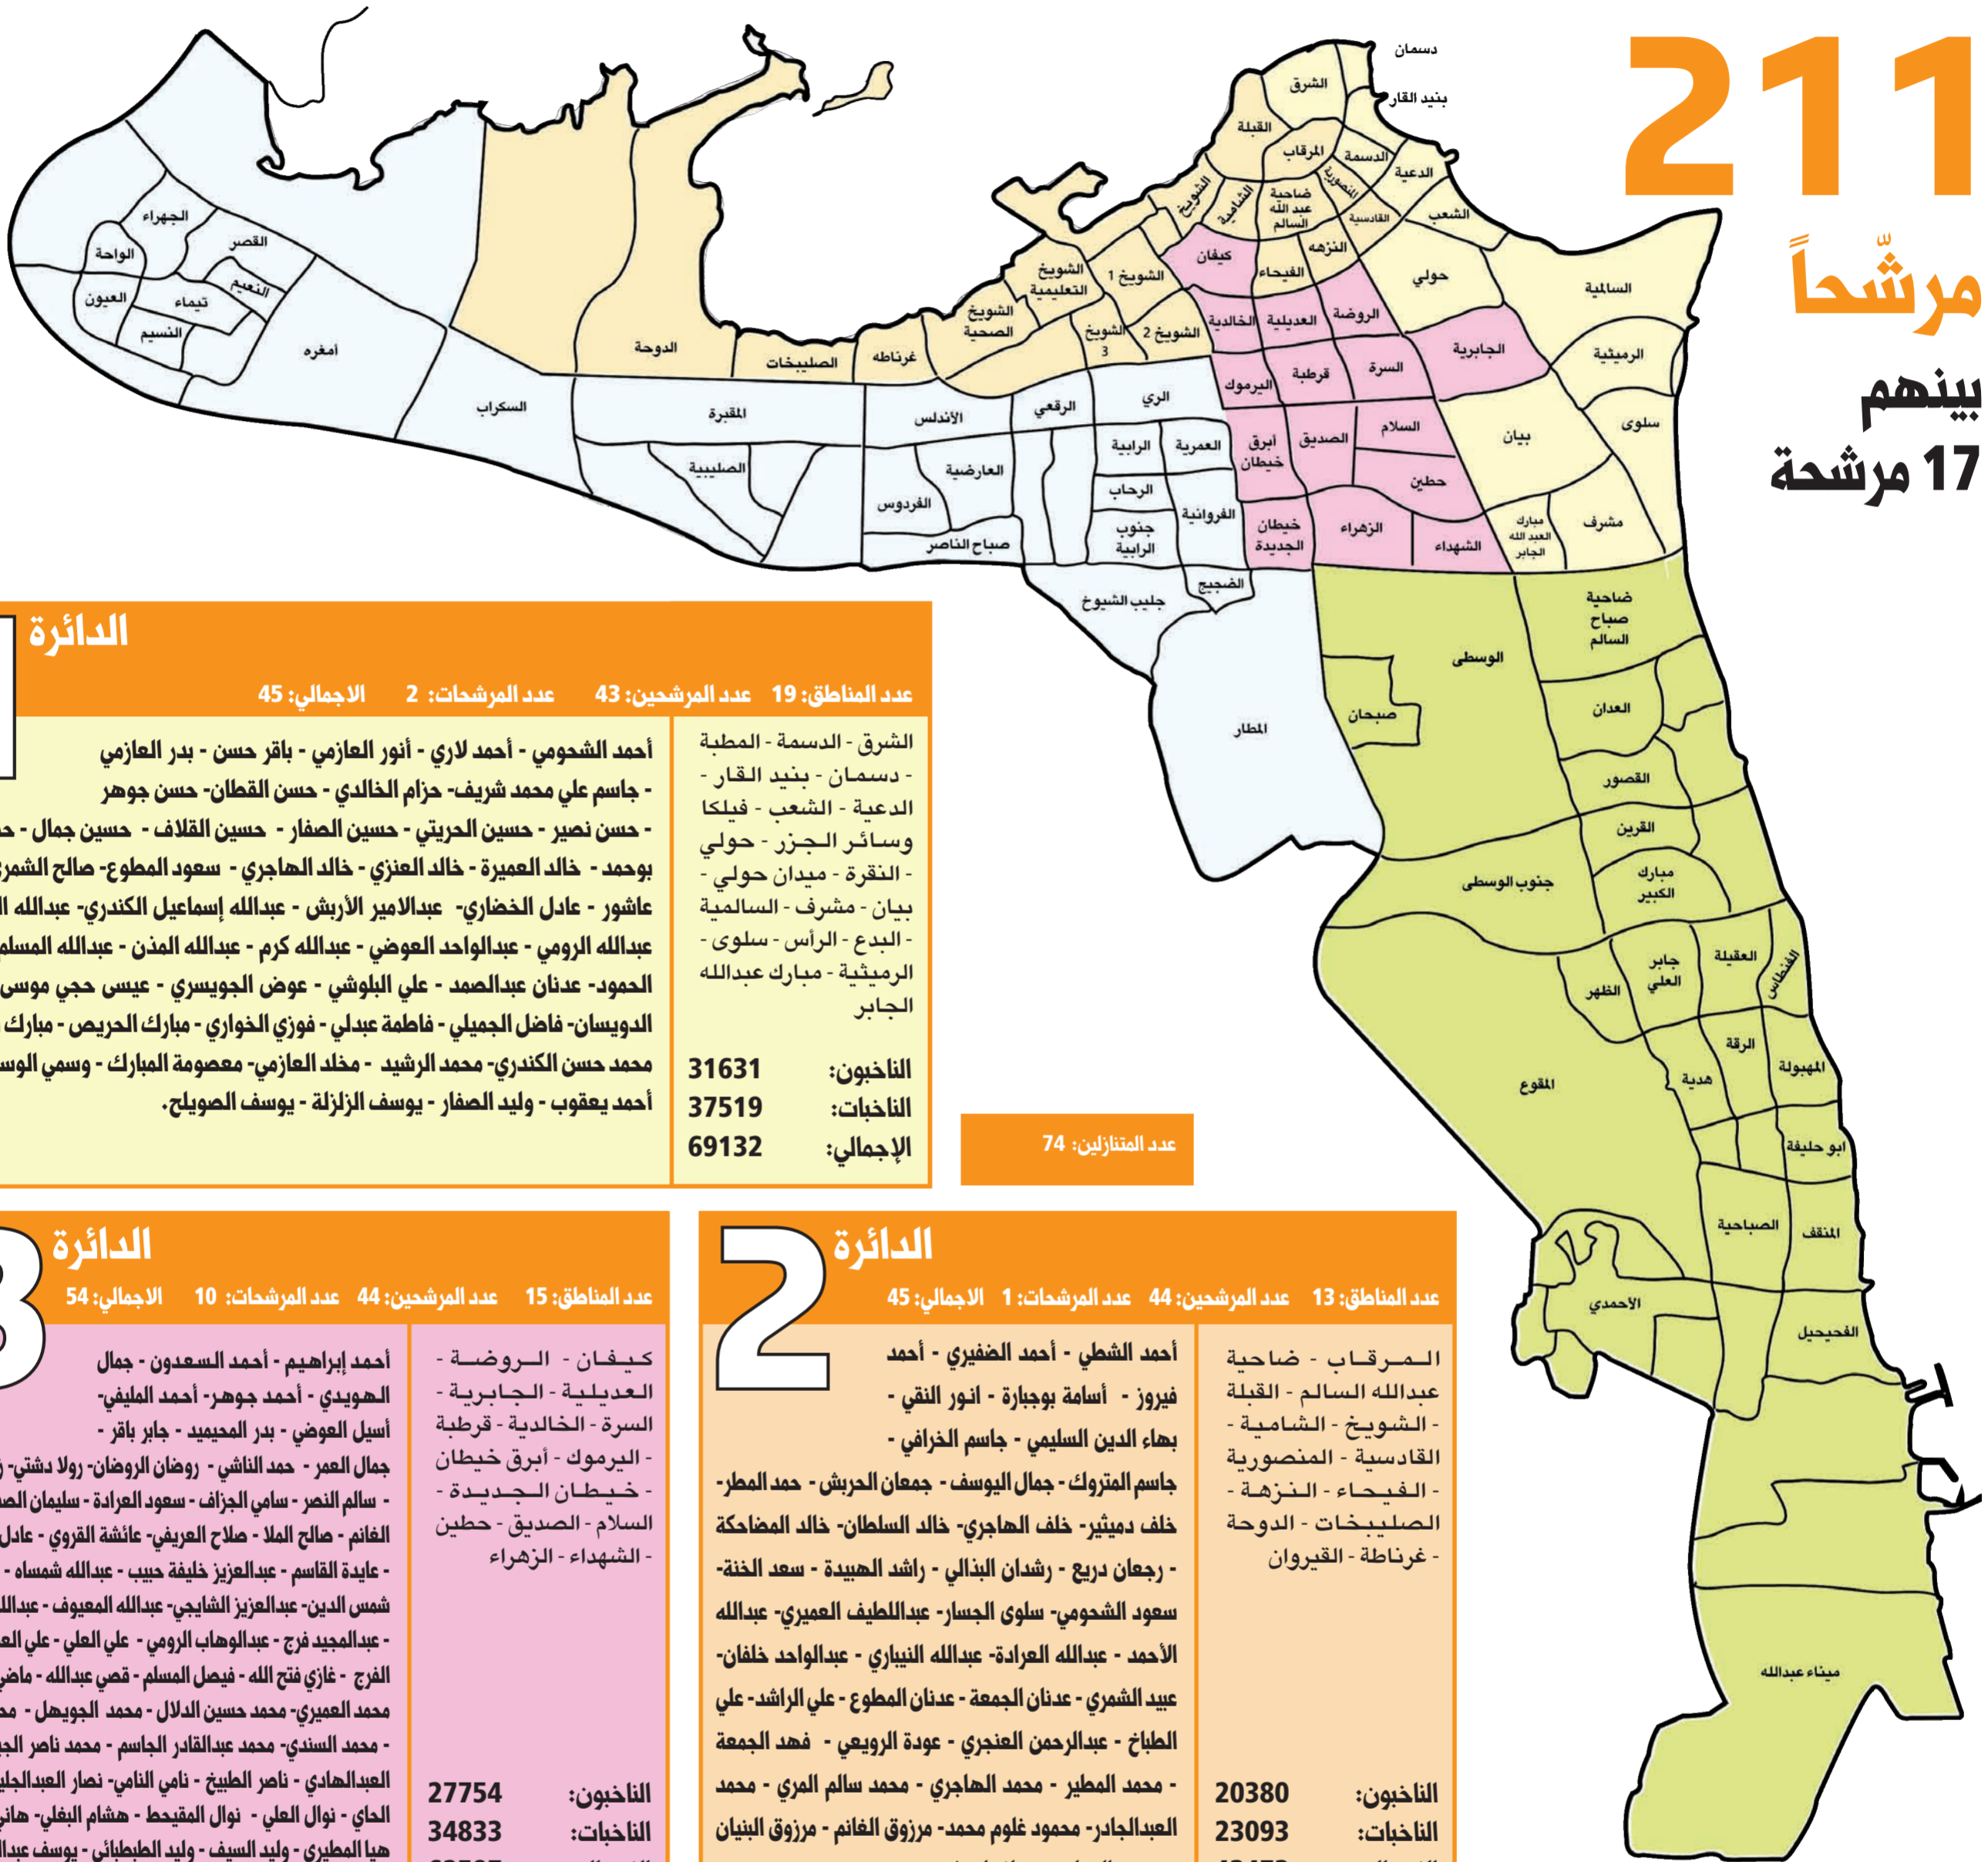 211
مرشّحاً
بينهم
17 مرشحة
دسمان
الشرق
بنيد القار
القبلة
المرقاب
الدسمة
الدعية
المنصورية
الشويخ
الشامية
ضاحية
عبد الله
السالم
القادسية
الشعب
كيفان
النزهه
الفيحاء
حولي
السالمية
الشويخ 1
الشويخ
التعليمية
الشويخ
الصحية
الشويخ
3
الشويخ 2
الخالدية
العديلية
الروضة
الجابرية
الرميثية
غرناطه
الصليبخات
الدوحة
اليرموك
قرطبة
السرة
سلوى
بيان
الجهراء
الواحة
القصر
النعيم
العيون
تيماء
النسيم
أمغره
السكراب
المقبرة
الصليبية
الأندلس
الرقعي
الري
العارضية
الفردوس
صباح الناصر
الرابية
العمرية
الرحاب
جنوب
الرابية
الفروانية
أبرق
خيطان
الصديق
السلام
حطين
خيطان
الجديدة
الزهراء
الشهداء
مبارك
العبد الله
الجابر
مشرف
الضجيج
جليب الشيوخ
المطار
الوسطى
صبحان
ضاحية
صباح
السالم
العدان
القصور
القرين
مبارك
الكبير
جنوب الوسطى
الفنطاس
العقيلة
جابر
العلي
الظهر
الرقة
هدية
المهبولة
المقوع
ابو حليفة
الصباحية
المنقف
الأحمدي
الفحيحيل
ميناء عبدالله
الدائرة
عدد المناطق: 19 عدد المرشحين: 43 عدد المرشحات: 2 الاجمالي: 45
الشرق - الدسمة - المطبة
- دسمان - بنيد القار -
الدعية - الشعب - فيلكا
وسائر الجزر - حولي
- النقرة - ميدان حولي -
بيان - مشرف - السالمية
- البدع - الرأس - سلوى -
الرميثية - مبارك عبدالله
الجابر
الناخبون: 31631
الناخبات: 37519
الإجمالي: 69132
أحمد الشحومي - أحمد لاري - أنور العازمي - باقر حسن - بدر العازمي
- جاسم علي محمد شريف- حزام الخالدي - حسن القطان- حسن جوهر
- حسن نصير - حسين الحريتي - حسين الصفار - حسين القلاف - حسين جمال -
بوحمد - خالد العميرة - خالد العنزي - خالد الهاجري - سعود المطوع- صالح
عاشور - عادل الخضاري- عبدالامير الأربش - عبدالله إسماعيل الكندري- عبدالله
عبدالله الرومي - عبدالواحد العوضي - عبدالله كرم - عبدالله المذن - عبدالله
الحمود- عدنان عبدالصمد - علي البلوشي - عوض الجويسري - عيسى حجي موسى
الدويسان- فاضل الجميلي - فاطمة عبدلي - فوزي الخواري - مبارك الحريص - مبارك
محمد حسن الكندري- محمد الرشيد - مخلد العازمي- معصومة المبارك - وسمي
أحمد يعقوب - وليد الصفار - يوسف الزلزلة - يوسف الصويلح.
عدد المتنازلين: 74
الدائرة 2
عدد المناطق: 13 عدد المرشحين: 44 عدد المرشحات: 1 الاجمالي: 45
المرقاب - ضاحية
عبدالله السالم - القبلة
- الشويخ - الشامية -
القادسية - المنصورية
- الفيحاء - النزهة -
الصليبخات - الدوحة
- غرناطة - القيروان
الناخبون: 20380
الناخبات: 23093
أحمد الشطي - أحمد الضفيري - أحمد
فيروز - أسامة بوجبارة - انور النقي -
بهاء الدين السليمي - جاسم الخرافي -
جاسم المتروك - جمال اليوسف - جمعان الحربش - حمد المطر-
خلف دميثير- خلف الهاجري- خالد السلطان- خالد المضاحكة
- رجعان دريع - رشدان البذالي - راشد الهبيدة - سعد الخنة-
سعود الشحومي- سلوى الجسار- عبداللطيف العميري- عبدالله
الأحمد - عبدالله العرادة- عبدالله النيباري - عبدالواحد خلفان-
عبيد الشمري - عدنان الجمعة - عدنان المطوع - علي الراشد- علي
الطباخ - عبدالرحمن العنجري - عودة الرويعي - فهد الجمعة
- محمد المطير - محمد الهاجري - محمد سالم المري - محمد
العبدالجادر- محمود غلوم محمد- مرزوق الغانم - مرزوق البنيان
الدائرة 3
عدد المناطق: 15 عدد المرشحين: 44 عدد المرشحات: 10 الاجمالي: 54
كيفان - الروضة -
العديلية - الجابرية -
السرة - الخالدية - قرطبة
- اليرموك - أبرق خيطان
- خيطان الجديدة -
السلام - الصديق - حطين
- الشهداء - الزهراء
الناخبون: 27754
الناخبات: 34833
أحمد إبراهيم - أحمد السعدون - جمال
الهويدي - أحمد جوهر- أحمد المليفي-
أسيل العوضي - بدر المحيميد - جابر باقر -
جمال العمر - حمد الناشي - روضان الروضان- رولا دشتي-
- سالم النصر - سامي الجزاف - سعود العرادة - سليمان
الغانم - صالح الملا - صلاح العريفي- عائشة القروي - عادل
- عايدة القاسم - عبدالعزيز خليفة حبيب - عبدالله شمساه -
شمس الدين- عبدالعزيز الشايجي- عبدالله المعيوف -
- عبدالمجيد فرج - عبدالوهاب الرومي - علي العلي - علي
الفرج - غازي فتح الله - فيصل المسلم - قصي عبدالله -
محمد العميري- محمد حسين الدلال - محمد الجويهل -
- محمد السندي- محمد عبدالقادر الجاسم - محمد ناصر
العبدالهادي - ناصر الطبيخ - نامي النامي- نصار
الحاي - نوال العلي - نوال المقيحط - هشام البغلي-
هيا المطيري - وليد السيف - وليد الطبطبائي - يوسف